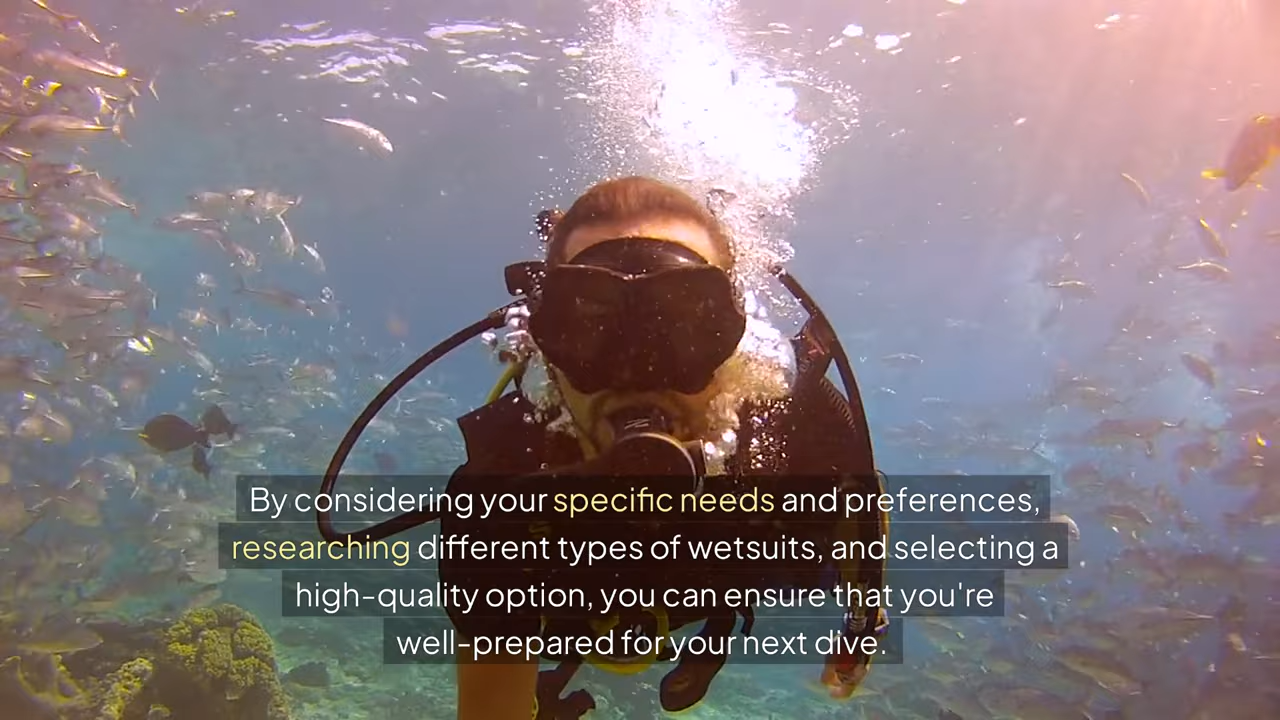 By considering your specific needs and preferences,
researching different types of wetsuits, and selecting a
high-quality option, you can ensure that you're
well-prepared for your next dive.